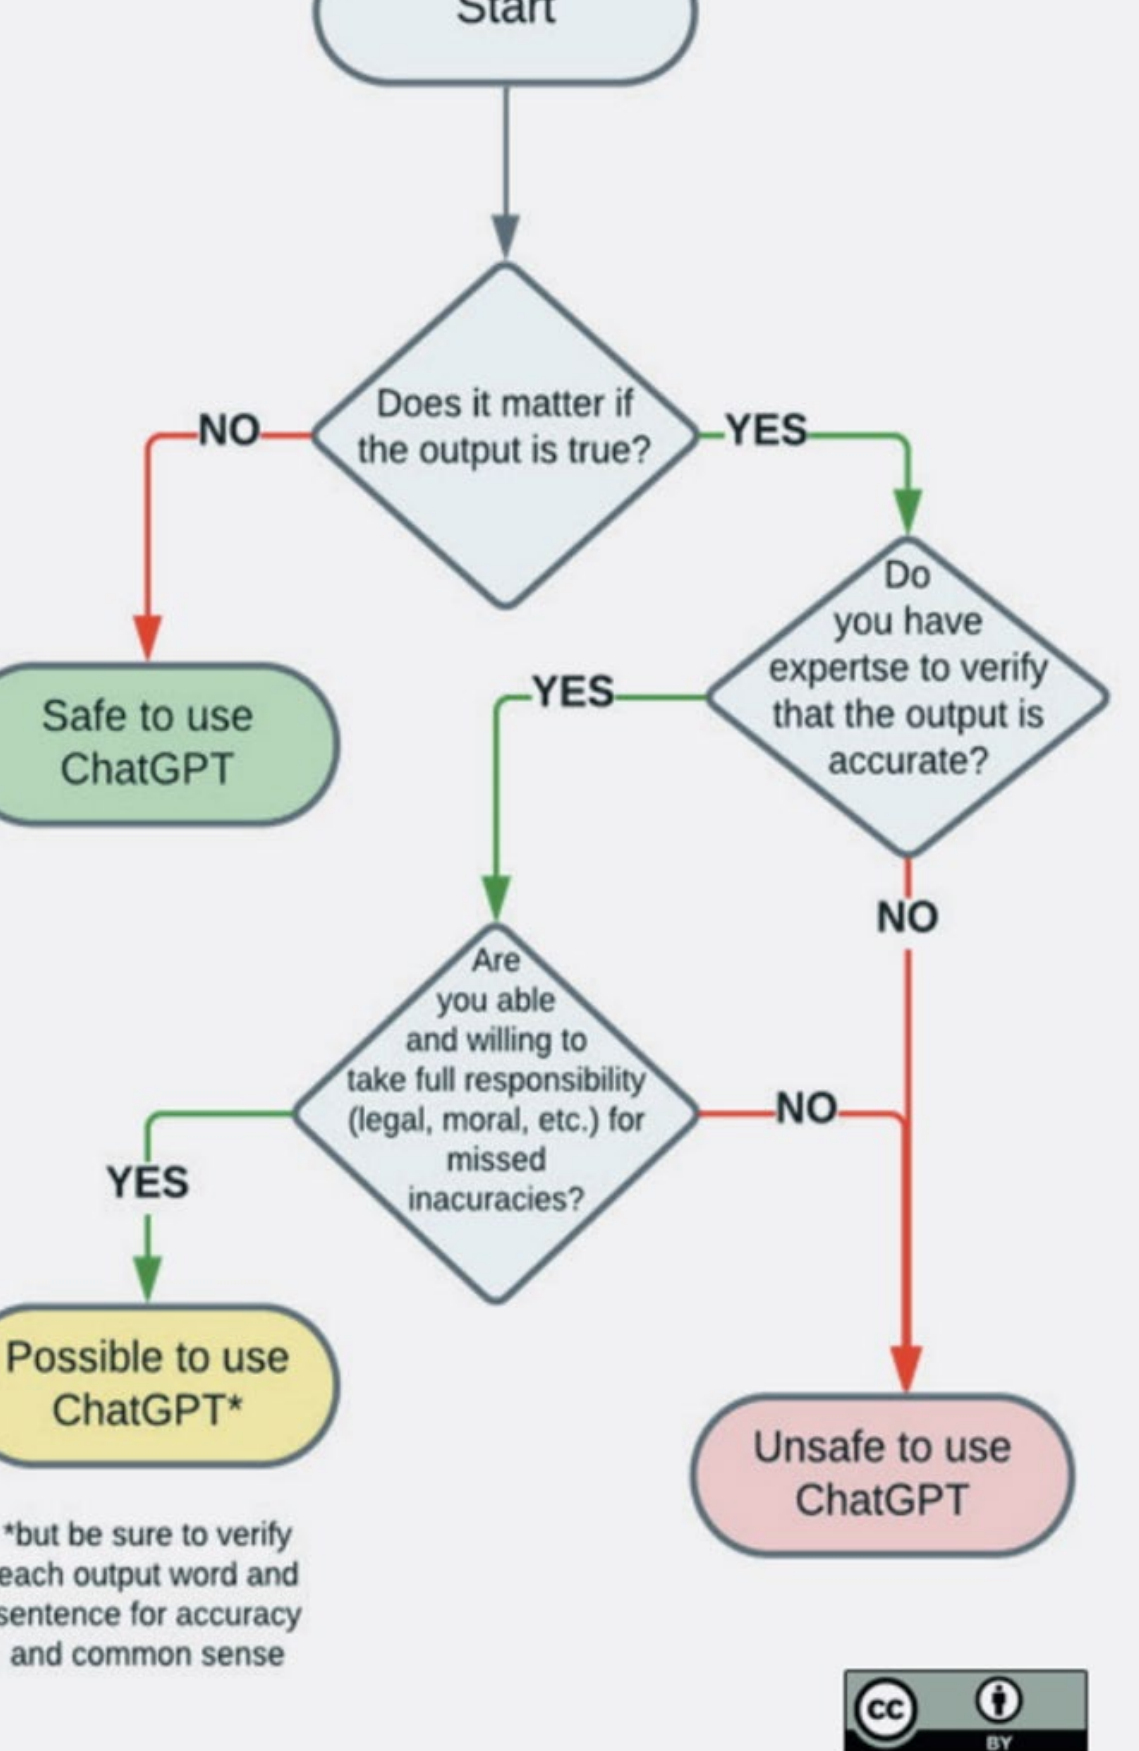 Start
Does it matter if
the output is true?
NO
YES
Do
you have
expertse to verify
that the output is
accurate?
YES
NO
Safe to use
ChatGPT
Are
you able
and willing to
take full responsibility
(legal, moral, etc.) for
missed
inacuracies?
YES
NO
Possible to use
ChatGPT*
Unsafe to use
ChatGPT
*but be sure to verify
each output word and
sentence for accuracy
and common sense
cc
BY